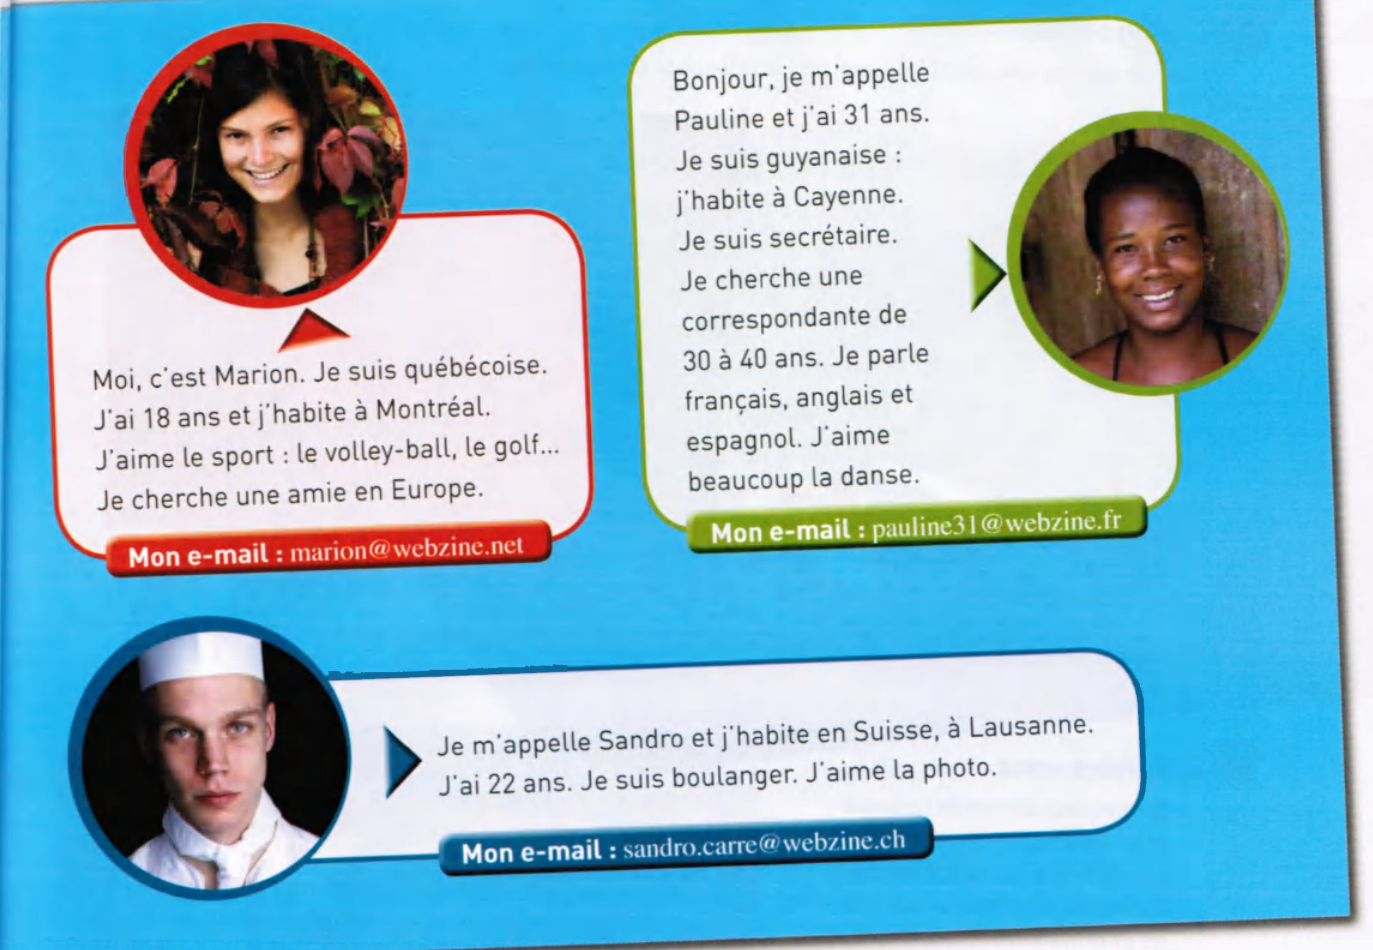 Moi, c'est Marion. Je suis québécoise.
J'ai 18 ans et j'habite à Montréal.
J'aime le sport : le volley-ball, le golf...
Je cherche une amie en Europe.
Mon e-mail : marion@webzine.net
Bonjour, je m'appelle
Pauline et j'ai 31 ans.
Je suis guyanaise :
j'habite à Cayenne.
Je suis secrétaire.
Je cherche une
correspondante de
30 à 40 ans. Je parle
français, anglais et
espagnol. J'aime
beaucoup la danse.
Mon e-mail : pauline31@webzine.fr
Je m'appelle Sandro et j'habite en Suisse, à Lausanne.
J'ai 22 ans. Je suis boulanger. J'aime la photo.
Mon e-mail : sandro.carre@webzine.ch